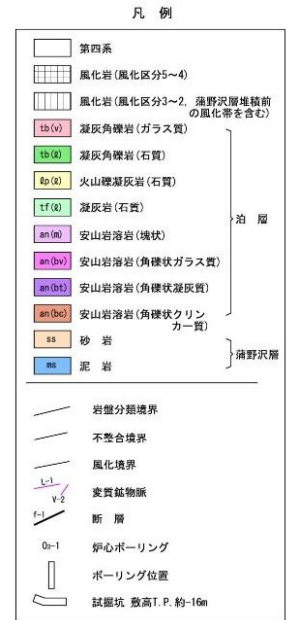 凡 例
第四系
風化岩(風化区分5~4)
風化岩(風化区分3~2, 蒲野沢層堆積前
の風化帯を含む)
tb(v) 凝灰角礫岩(ガラス質)
tb(ℓ) 凝灰角礫岩(石質)
ℓp(ℓ) 火山礫凝灰岩(石質)
tf(ℓ) 凝灰岩(石質)
an(m) 安山岩溶岩(塊状)
an(bv) 安山岩溶岩(角礫状ガラス質)
an(bt) 安山岩溶岩(角礫状凝灰質)
an(bc) 安山岩溶岩(角礫状クリン
カー質)
泊 層
ss 砂 岩
ms 泥 岩
蒲野沢層
岩盤分類境界
不整合境界
風化境界
L-1
V-2
変質鉱物脈
f-1 断 層
O₃-1 炉心ボーリング
ボーリング位置
試掘坑 敷高T.P.約-16m